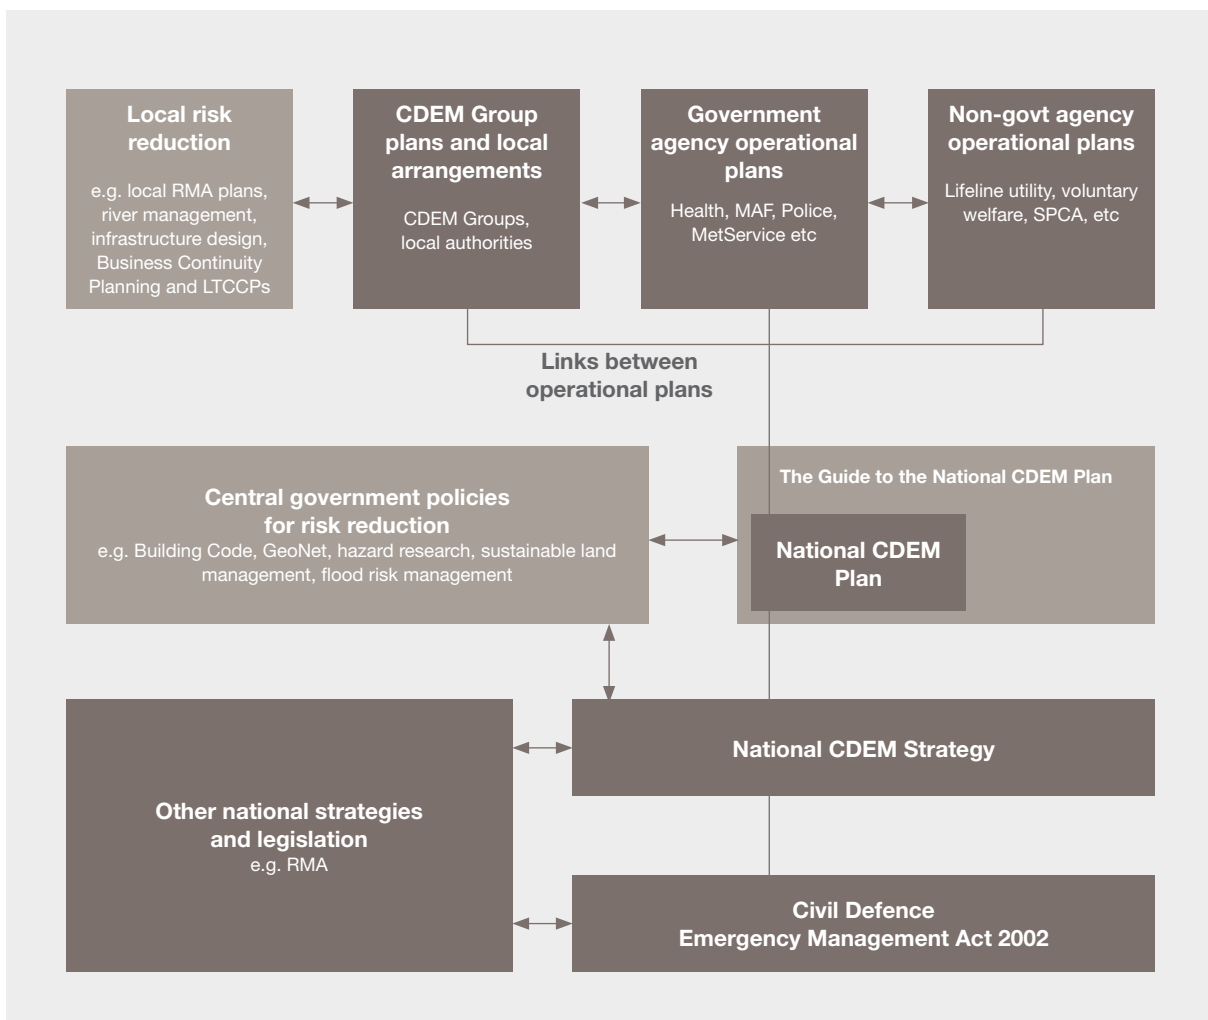 Local risk
reduction
e.g. local RMA plans,
river management,
infrastructure design,
Business Continuity
Planning and LTCCPs
CDEM Group
plans and local
arrangements
CDEM Groups,
local authorities
Government
agency operational
plans
Health, MAF, Police,
MetService etc
Non-govt agency
operational plans
Lifeline utility, voluntary
welfare, SPCA, etc
Links between
operational plans
Central government policies
for risk reduction
e.g. Building Code, GeoNet, hazard research, sustainable land
management, flood risk management
The Guide to the National CDEM Plan
National CDEM
Plan
Other national strategies
and legislation
e.g. RMA
National CDEM Strategy
Civil Defence
Emergency Management Act 2002